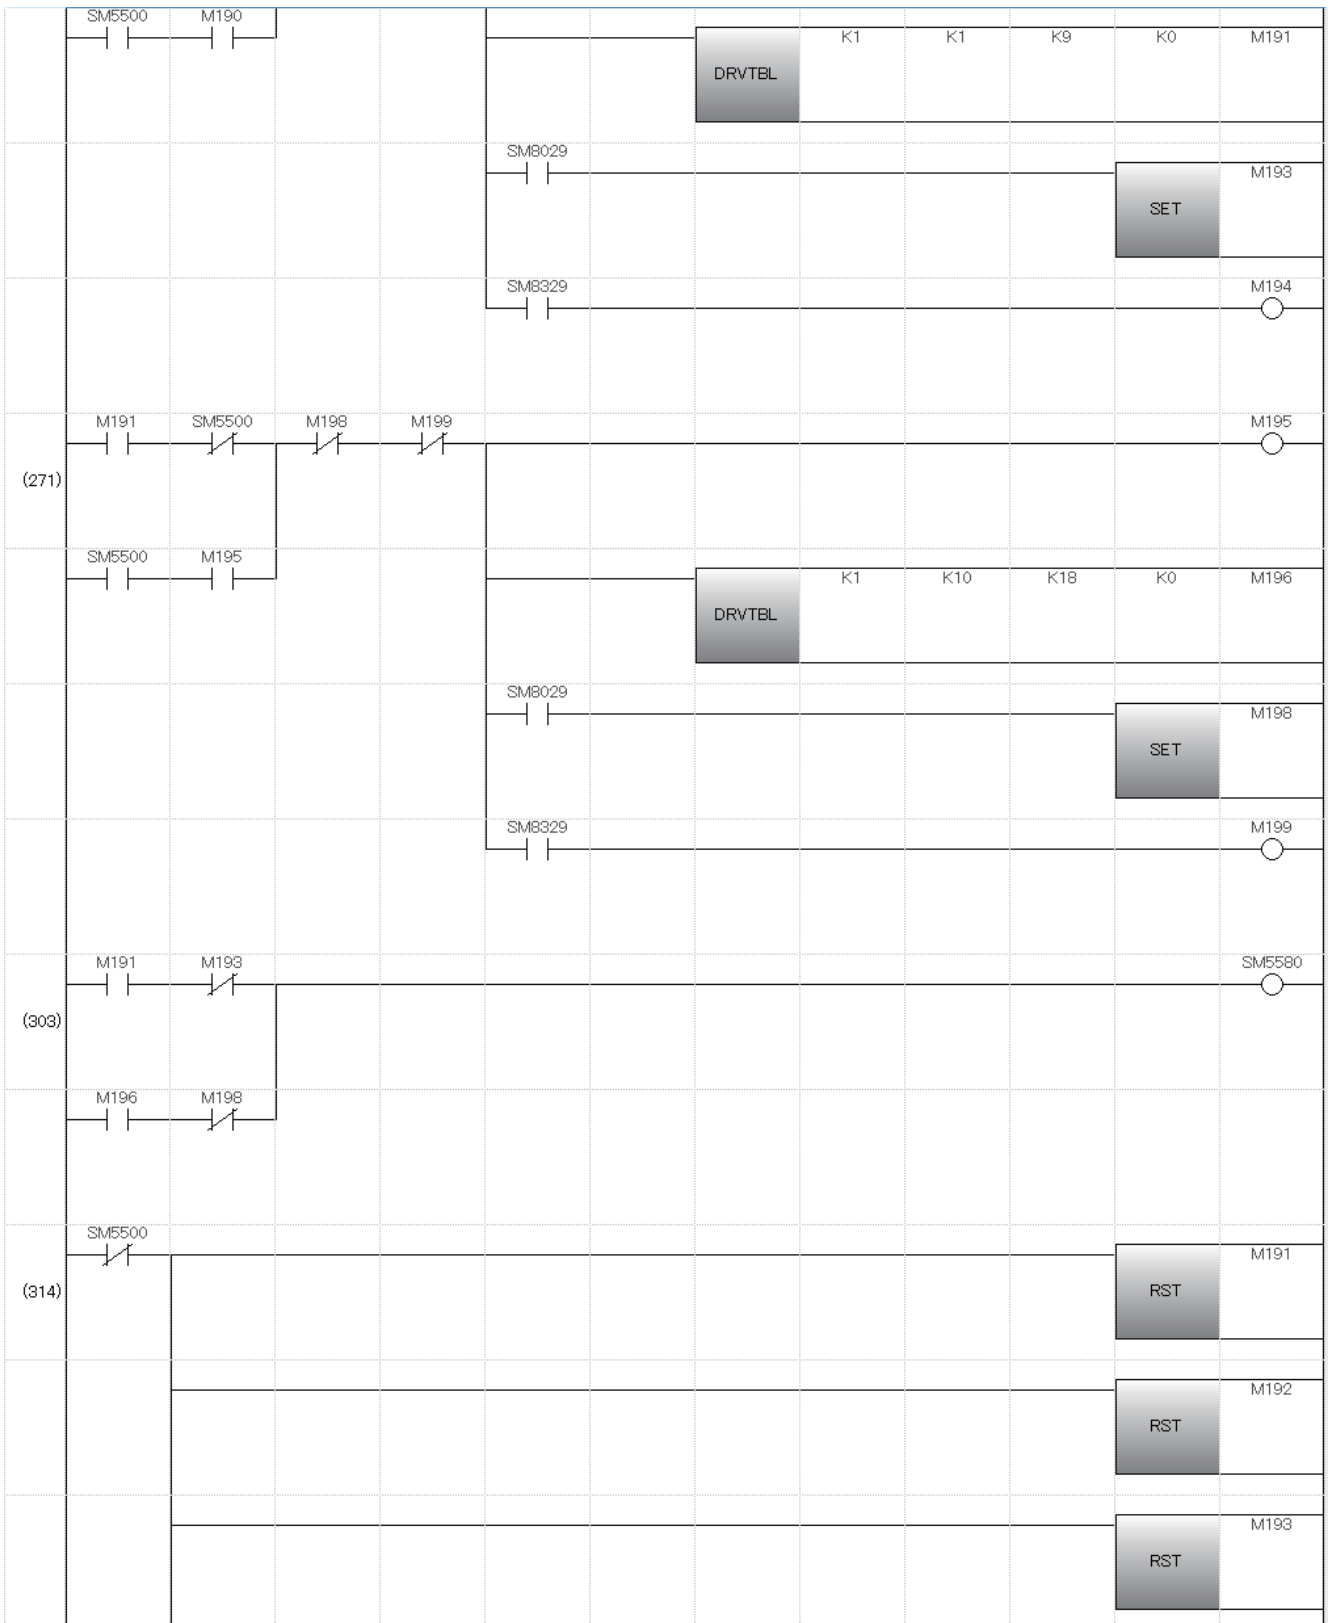 SM5500 M190
K1 K1 K9 K0 M191
DRVTBL
SM8029
M193
SET
SM8329 M194
M191 SM5500 M198 M199 M195
(271)
SM5500 M195
K1 K10 K18 K0 M196
DRVTBL
SM8029
M198
SET
SM8329 M199
M191 M193 SM5580
(303)
M196 M198
SM5500
M191
(314)
RST
M192
RST
M193
RST